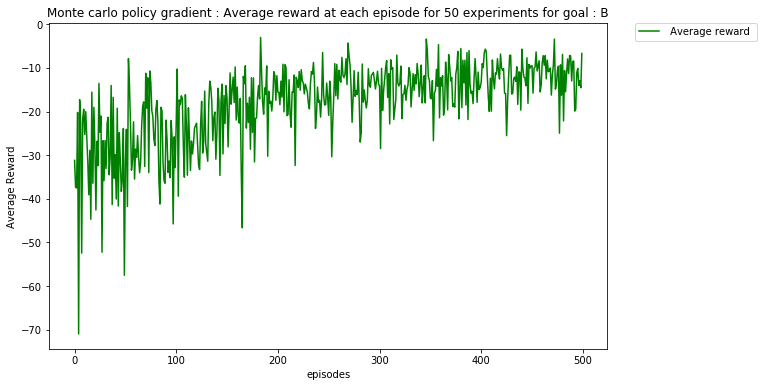 Monte carlo policy gradient : Average reward at each episode for 50 experiments for goal : B
Average reward
0
−10
−20
−30
−40
−50
−60
−70
Average Reward
0 100 200 300 400 500
episodes